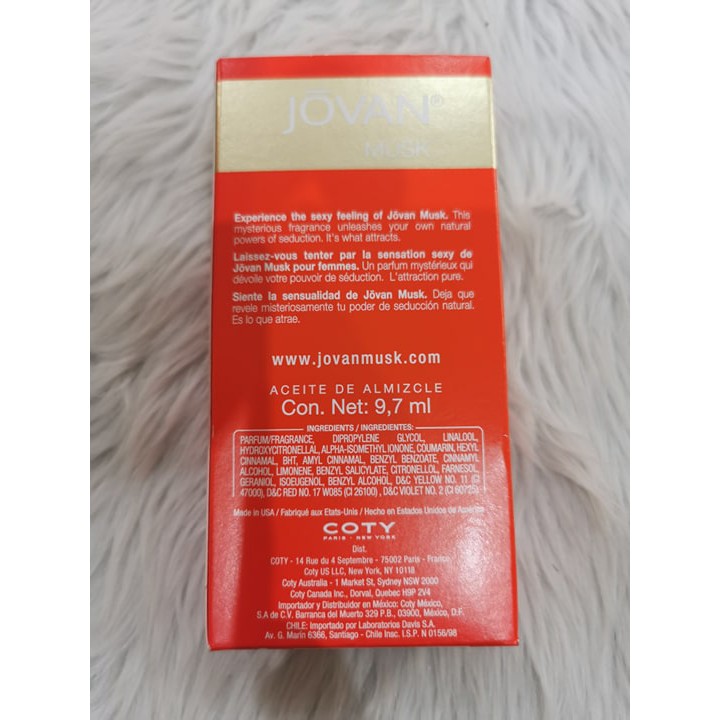 JŌVAN®
MUSK
Experience the sexy feeling of Jōvan Musk. This
mysterious fragrance unleashes your own natural
powers of seduction. It's what attracts.
Laissez-vous tenter par la sensation sexy de
Jōvan Musk pour femmes. Un parfum mystérieux qui
dévoile votre pouvoir de séduction. L'attraction pure.
Siente la sensualidad de Jōvan Musk. Deja que
revele misteriosamente tu poder de seducción natural.
Es lo que atrae.
www.jovanmusk.com
ACEITE DE ALMIZCLE
Con. Net: 9,7 ml
INGREDIENTS / INGREDIENTES:
PARFUM/FRAGRANCE, DIPROPYLENE GLYCOL, LINALOOL,
HYDROXYCITRONELLAL, ALPHA-ISOMETHYL IONONE, COUMARIN, HEXYL
CINNAMAL, BHT, AMYL CINNAMAL, BENZYL BENZOATE, CINNAMYL
ALCOHOL, LIMONENE, BENZYL SALICYLATE, CITRONELLOL, FARNESOL,
GERANIOL, ISOEUGENOL, BENZYL ALCOHOL, D&C YELLOW NO. 11 (CI
47000), D&C RED NO. 17 W085 (CI 26100) , D&C VIOLET NO. 2 (CI 60725)
Made in USA / Fabriqué aux Etats-Unis / Hecho en Estados Unidos de America
COTY
PARIS - NEW YORK
Dist.
COTY - 14 Rue du 4 Septembre - 75002 Paris - France
Coty US LLC, New York, NY 10118
Coty Australia - 1 Market St, Sydney NSW 2000
Coty Canada Inc., Dorval, Quebec H9P 2V4
Importador y Distribuidor en México: Coty México,
S.A de C.V. Barranca del Muerto 329 P.B., 03900, México, D.F.
CHILE: Importado por Laboratorios Davis S.A.
Av. G. Marín 6366, Santiago - Chile Insc. I.S.P. N 0156/98